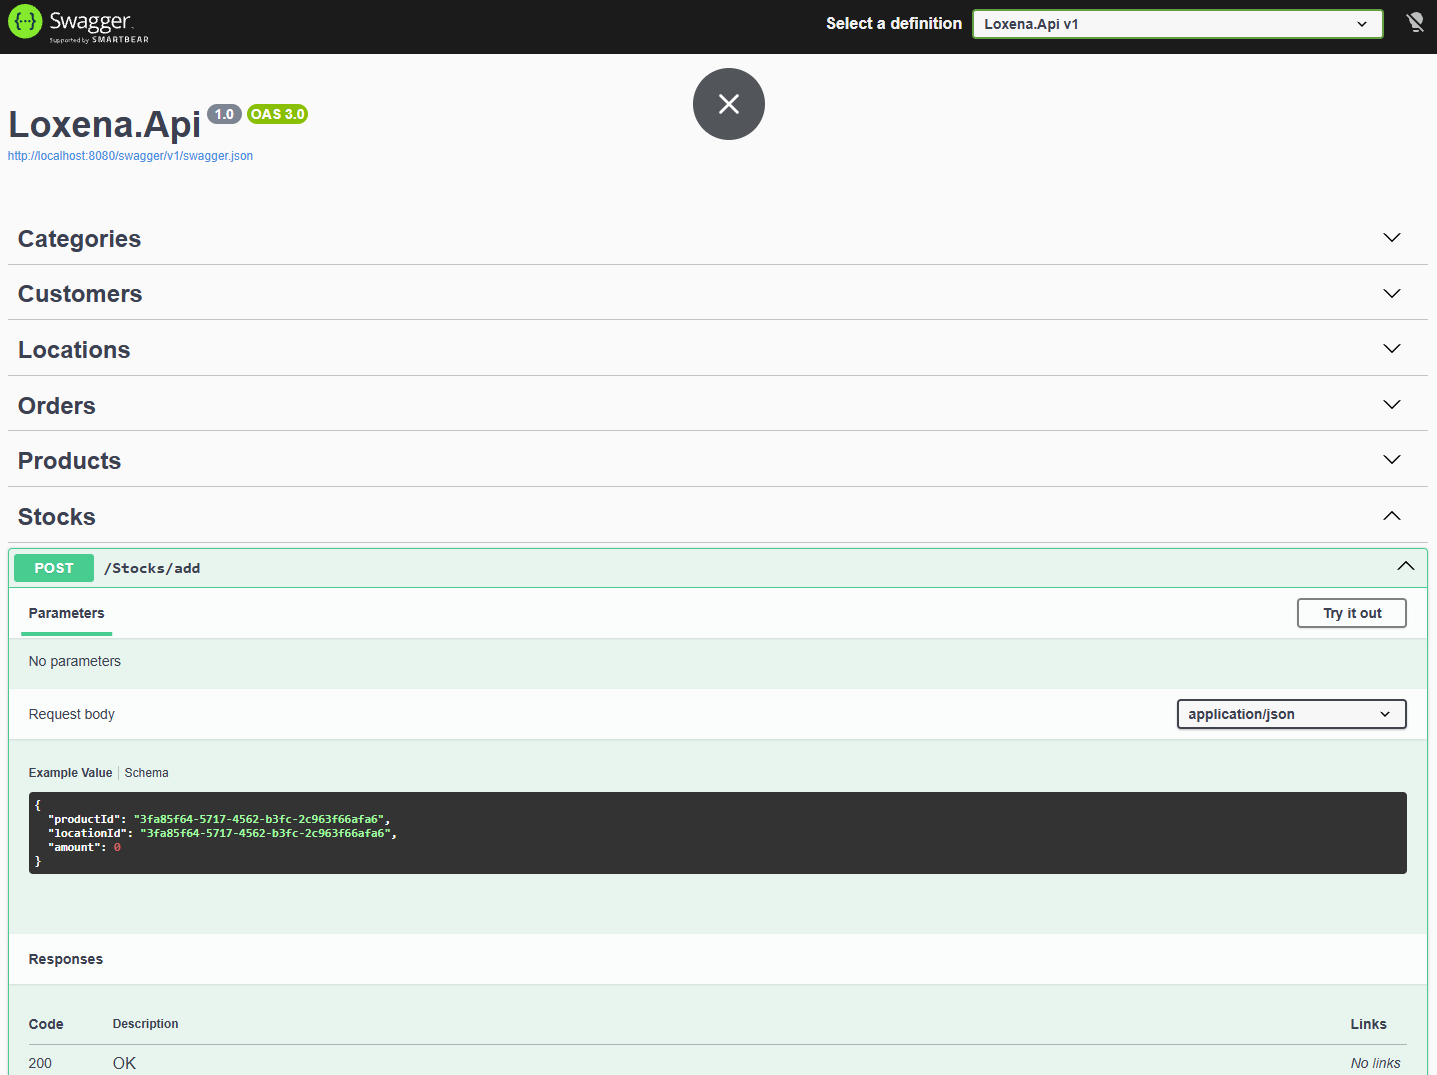 Swagger.
Supported by SMARTBEAR
Select a definition
Loxena.Api v1
Loxena.Api 1.0 OAS 3.0
http://localhost:8080/swagger/v1/swagger.json
Categories
Customers
Locations
Orders
Products
Stocks
POST /Stocks/add
Parameters
Try it out
No parameters
Request body
application/json
Example Value | Schema
{
"productId": "3fa85f64-5717-4562-b3fc-2c963f66afa6",
"locationId": "3fa85f64-5717-4562-b3fc-2c963f66afa6",
"amount": 0
}
Responses
Code Description Links
200 OK No links